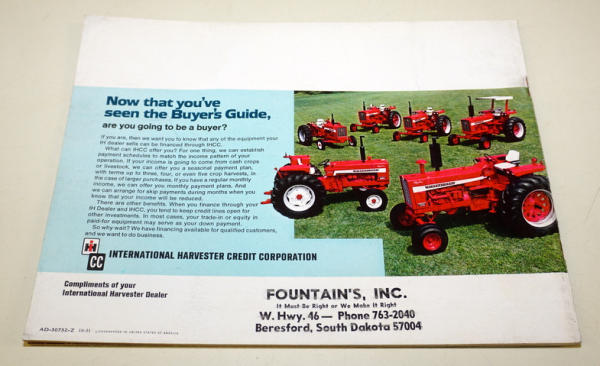 Now that you've
seen the Buyer's Guide,
are you going to be a buyer?
If you are, then we want you to know that any of the equipment your
IH dealer sells can be financed through IHCC.
What can IHCC offer you? For one thing, we can establish
payment schedules to match the income pattern of your
operation. If your income is going to come from cash crops
or livestock, we can offer you a seasonal payment plan,
with terms up to three, four, or even five crop harvests, in
the case of larger purchases. If you have a regular monthly
income, we can offer you monthly payment plans. And
we can arrange for skip payments during months when you
know that your income will be reduced.
There are other benefits. When you finance through your
IH Dealer and IHCC, you tend to keep credit lines open for
other investments. In most cases, your trade-in or equity in
paid-for equipment may serve as your down payment.
So why wait? We have financing available for qualified customers,
and we want to do business.
IH
CC
INTERNATIONAL HARVESTER CREDIT CORPORATION
Compliments of your
International Harvester Dealer
FOUNTAIN'S, INC.
It Must Be Right or We Make It Right
W. Hwy. 46 — Phone 763-2040
Beresford, South Dakota 57004
AD-30752-Z
IN UNITED STATES OF AMERICA